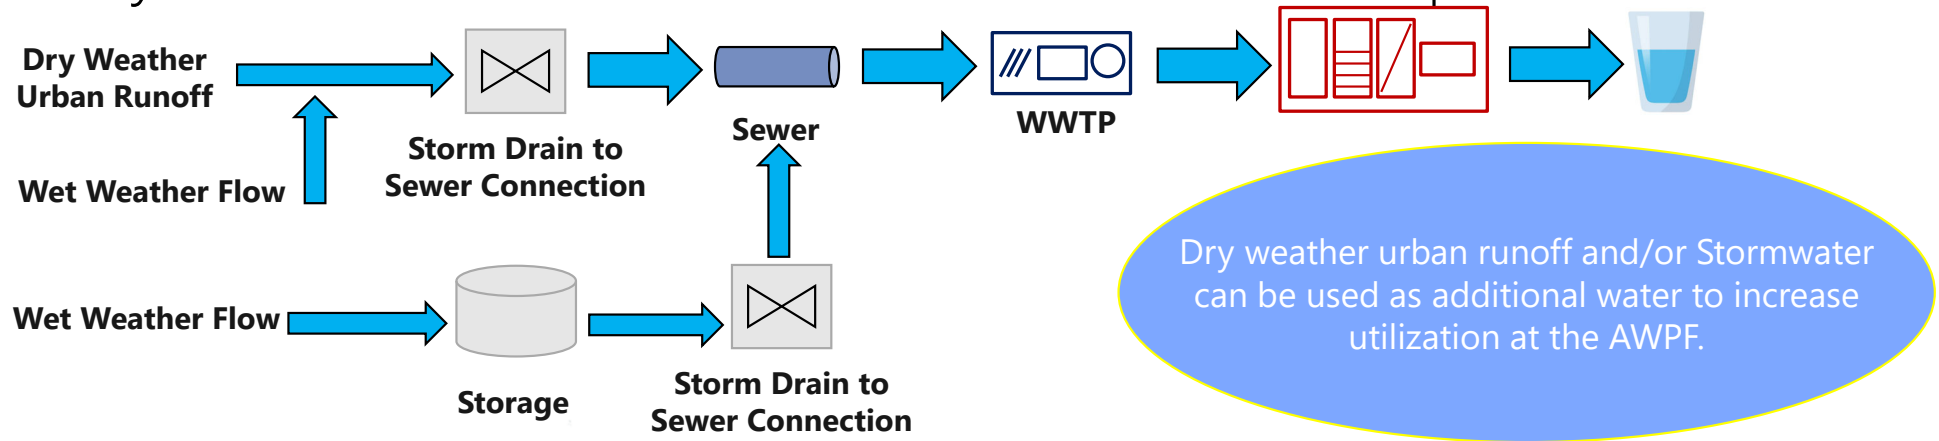 Dry Weather
Urban Runoff
Storm Drain to
Sewer Connection
Sewer
WWTP
Wet Weather Flow
Wet Weather Flow
Storage
Storm Drain to
Sewer Connection
Dry weather urban runoff and/or Stormwater
can be used as additional water to increase
utilization at the AWPF.